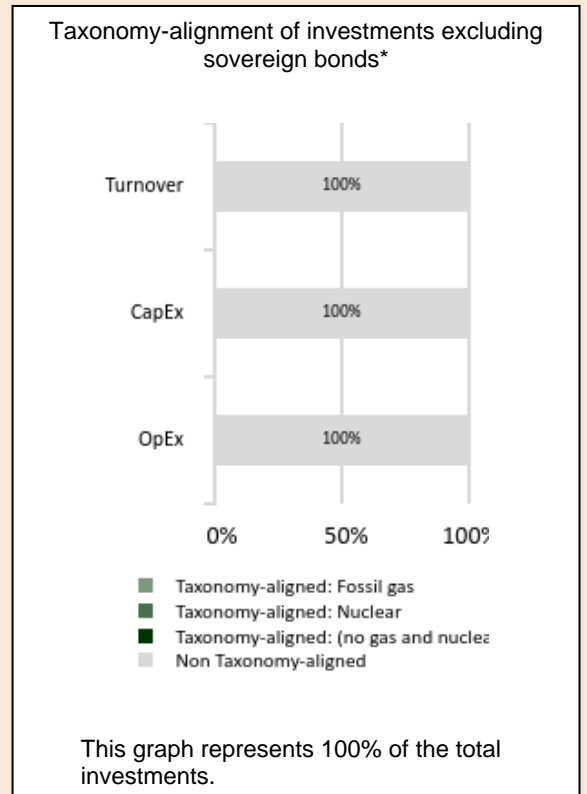 Taxonomy-alignment of investments excluding
sovereign bonds*
Turnover 100%
CapEx 100%
OpEx 100%
0% 50% 100%
Taxonomy-aligned: Fossil gas
Taxonomy-aligned: Nuclear
Taxonomy-aligned: (no gas and nuclea
Non Taxonomy-aligned
This graph represents 100% of the total
investments.